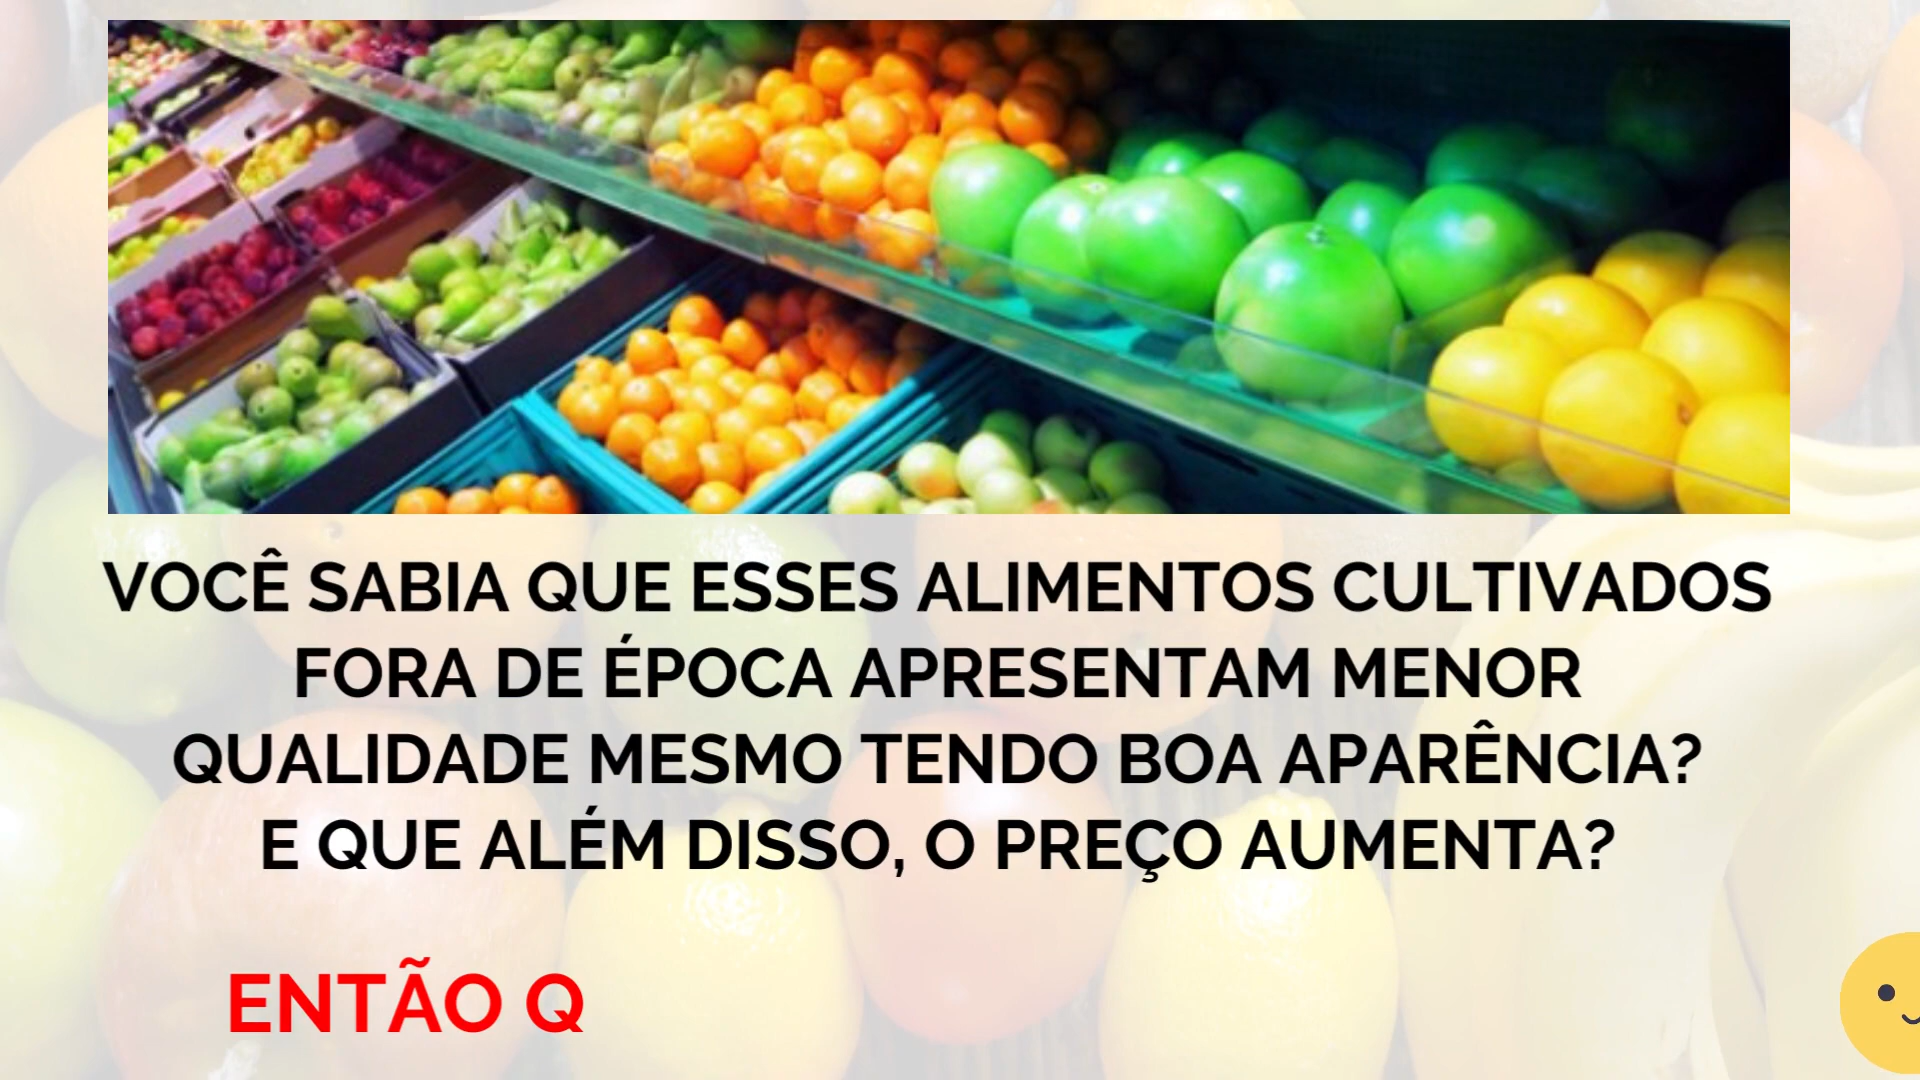 VOCÊ SABIA QUE ESSES ALIMENTOS CULTIVADOS
FORA DE ÉPOCA APRESENTAM MENOR
QUALIDADE MESMO TENDO BOA APARÊNCIA?
E QUE ALÉM DISSO, O PREÇO AUMENTA?
ENTÃO Q